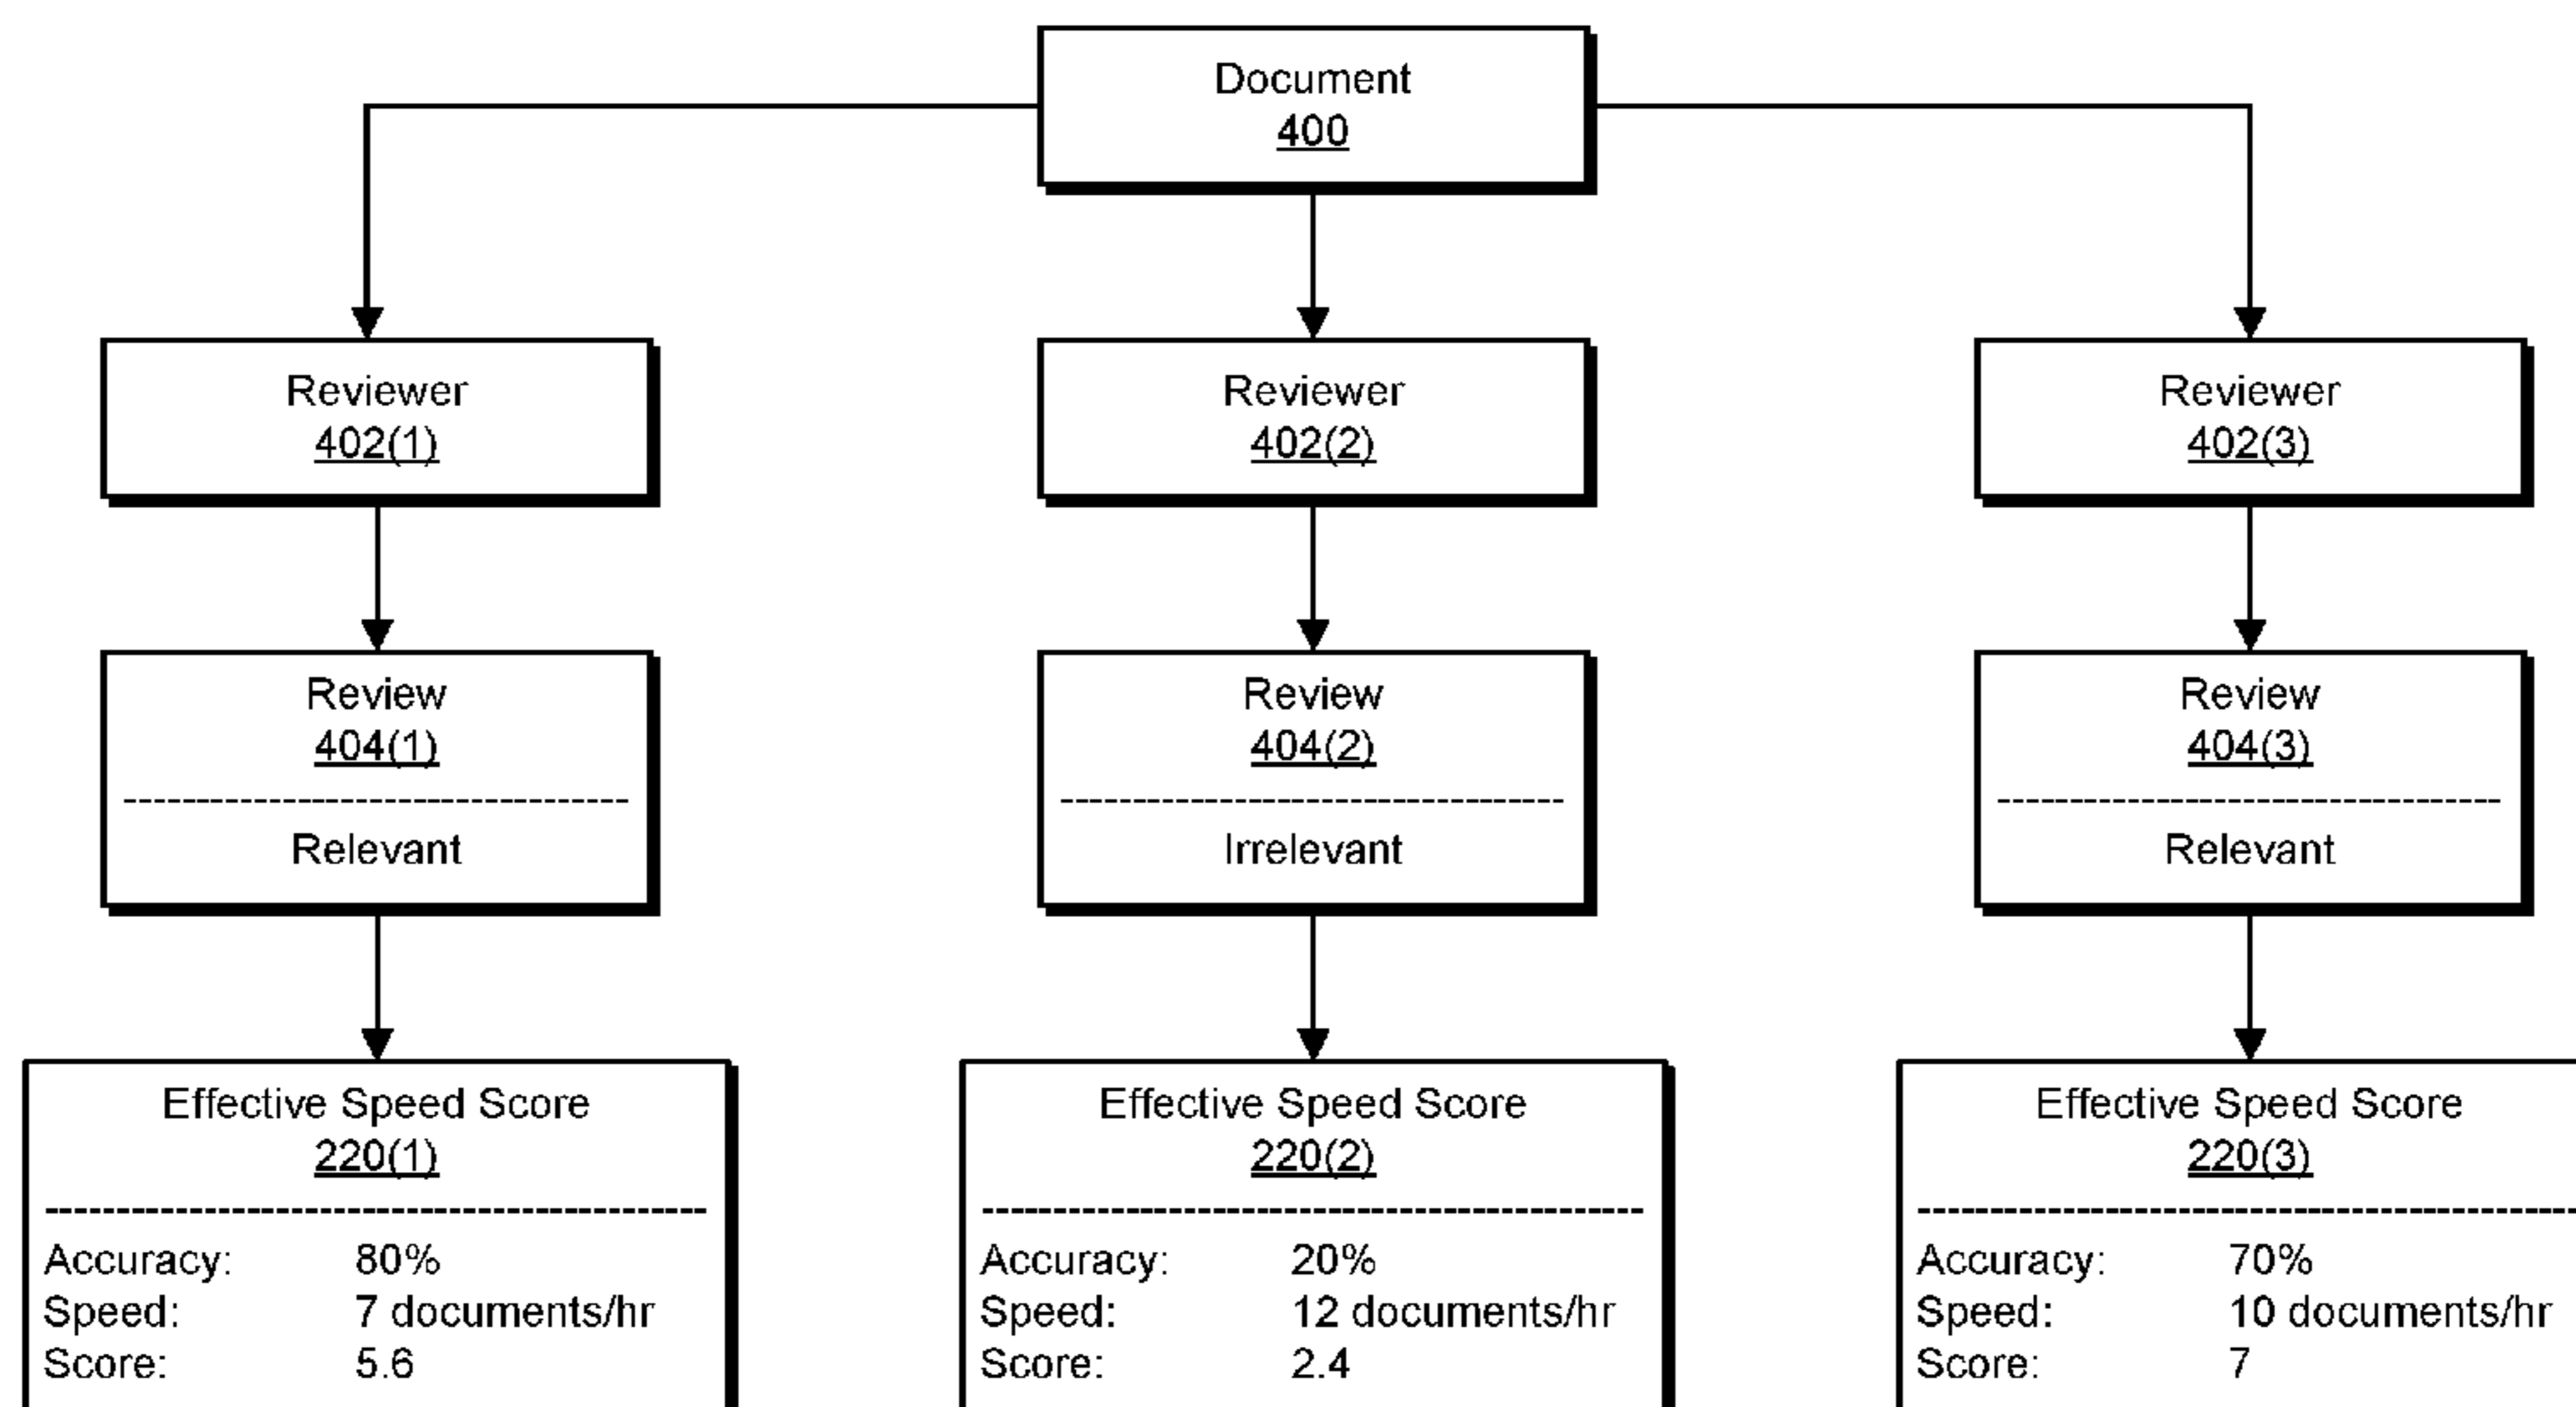 Document
400
Reviewer
402(1)
Reviewer
402(2)
Reviewer
402(3)
Review
404(1)
Relevant
Review
404(2)
Irrelevant
Review
404(3)
Relevant
Effective Speed Score
220(1)
Accuracy: 80%
Speed: 7 documents/hr
Score: 5.6
Effective Speed Score
220(2)
Accuracy: 20%
Speed: 12 documents/hr
Score: 2.4
Effective Speed Score
220(3)
Accuracy: 70%
Speed: 10 documents/hr
Score: 7